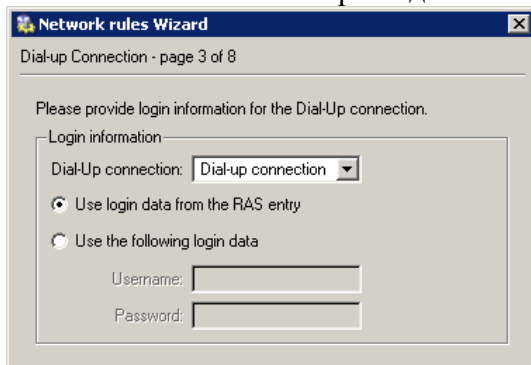 Network rules Wizard
Dial-up Connection - page 3 of 8
Please provide login information for the Dial-Up connection.
Login information
Dial-Up connection: Dial-up connection
Use login data from the RAS entry
Use the following login data
Username:
Password: